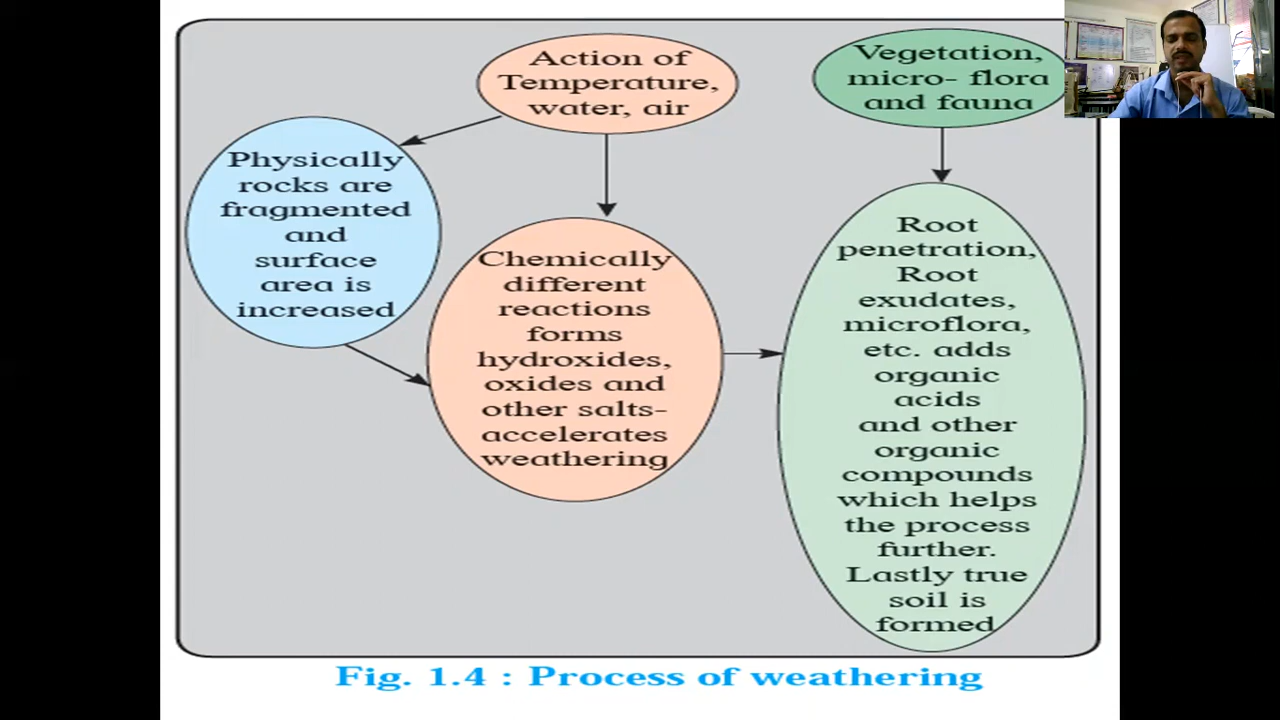 Action of
Temperature,
water, air
Vegetation,
micro- flora
and fauna
Physically
rocks are
fragmented
and
surface
area is
increased
Chemically
different
reactions
forms
hydroxides,
oxides and
other salts-
accelerates
weathering
Root
penetration,
Root
exudates,
microflora,
etc. adds
organic
acids
and other
organic
compounds
which helps
the process
further.
Lastly true
soil is
formed
Fig. 1.4 : Process of weathering